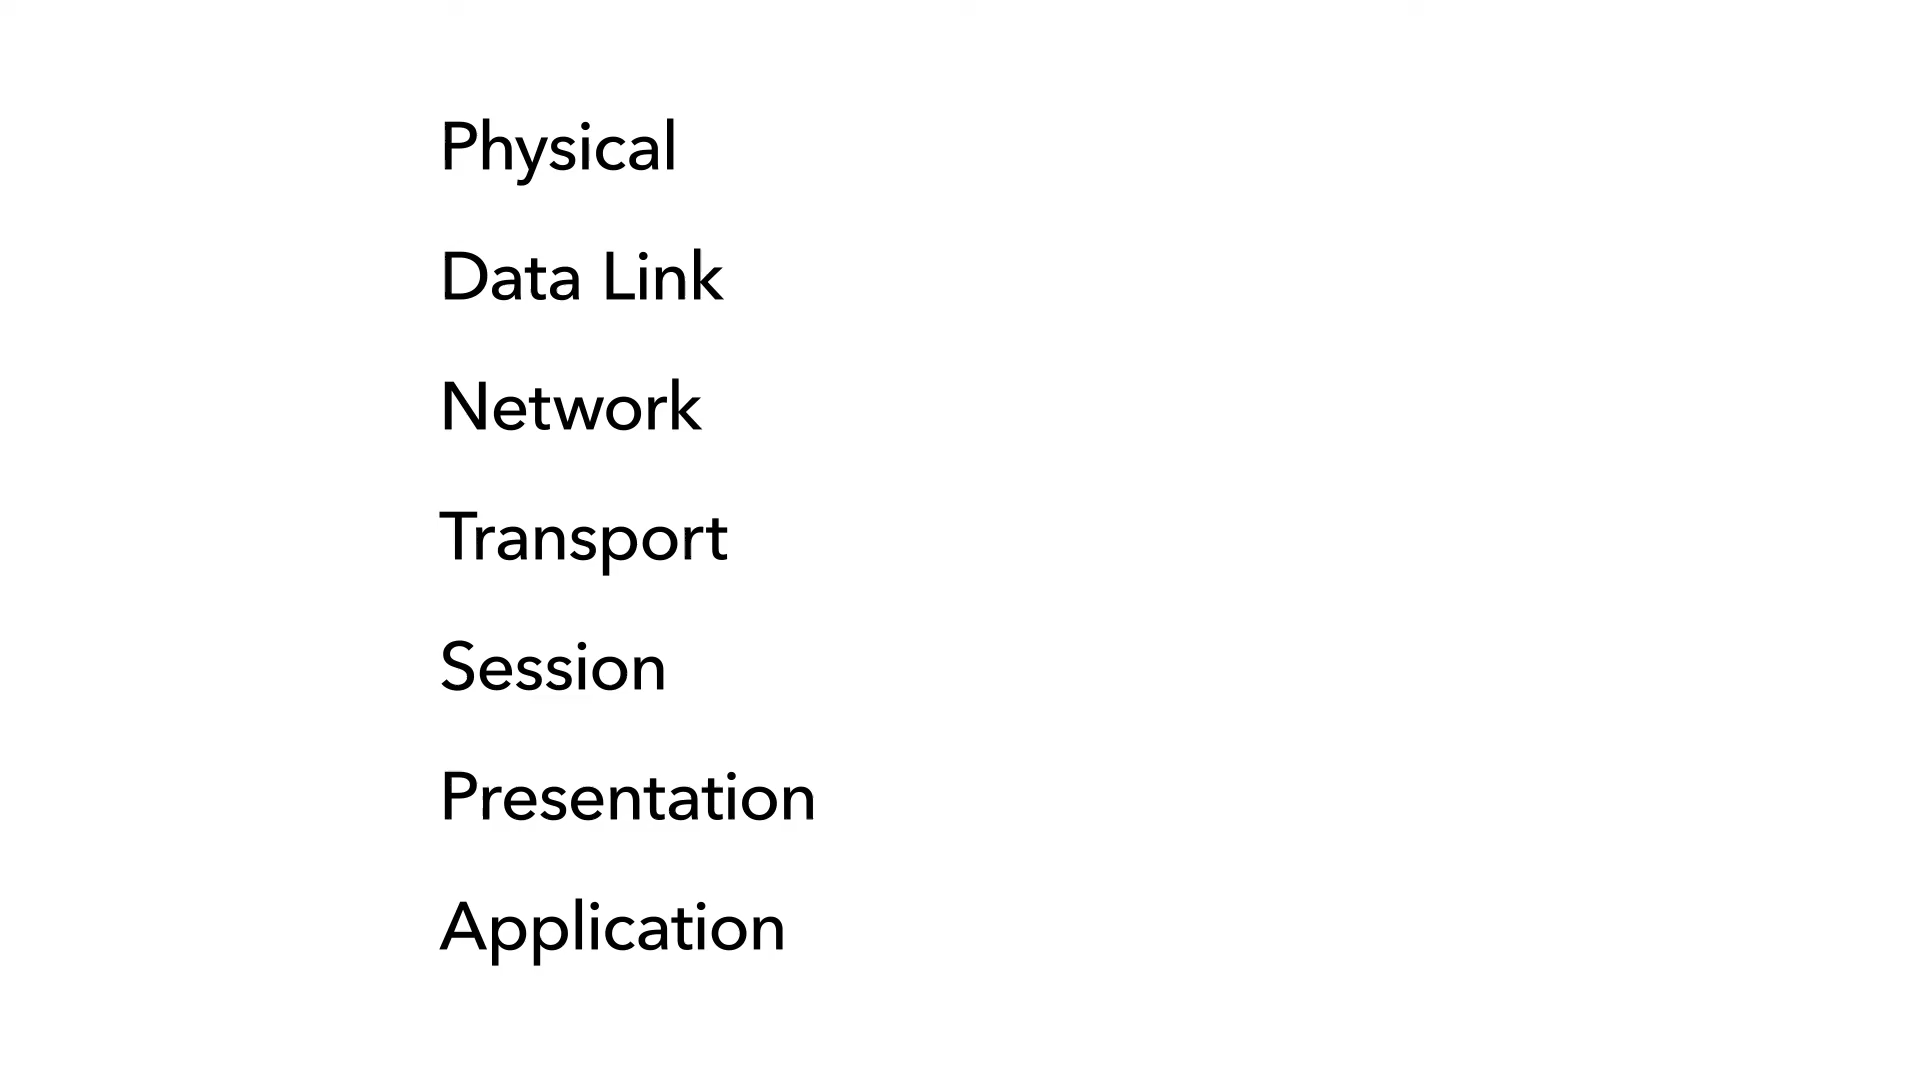 Physical
Data Link
Network
Transport
Session
Presentation
Application